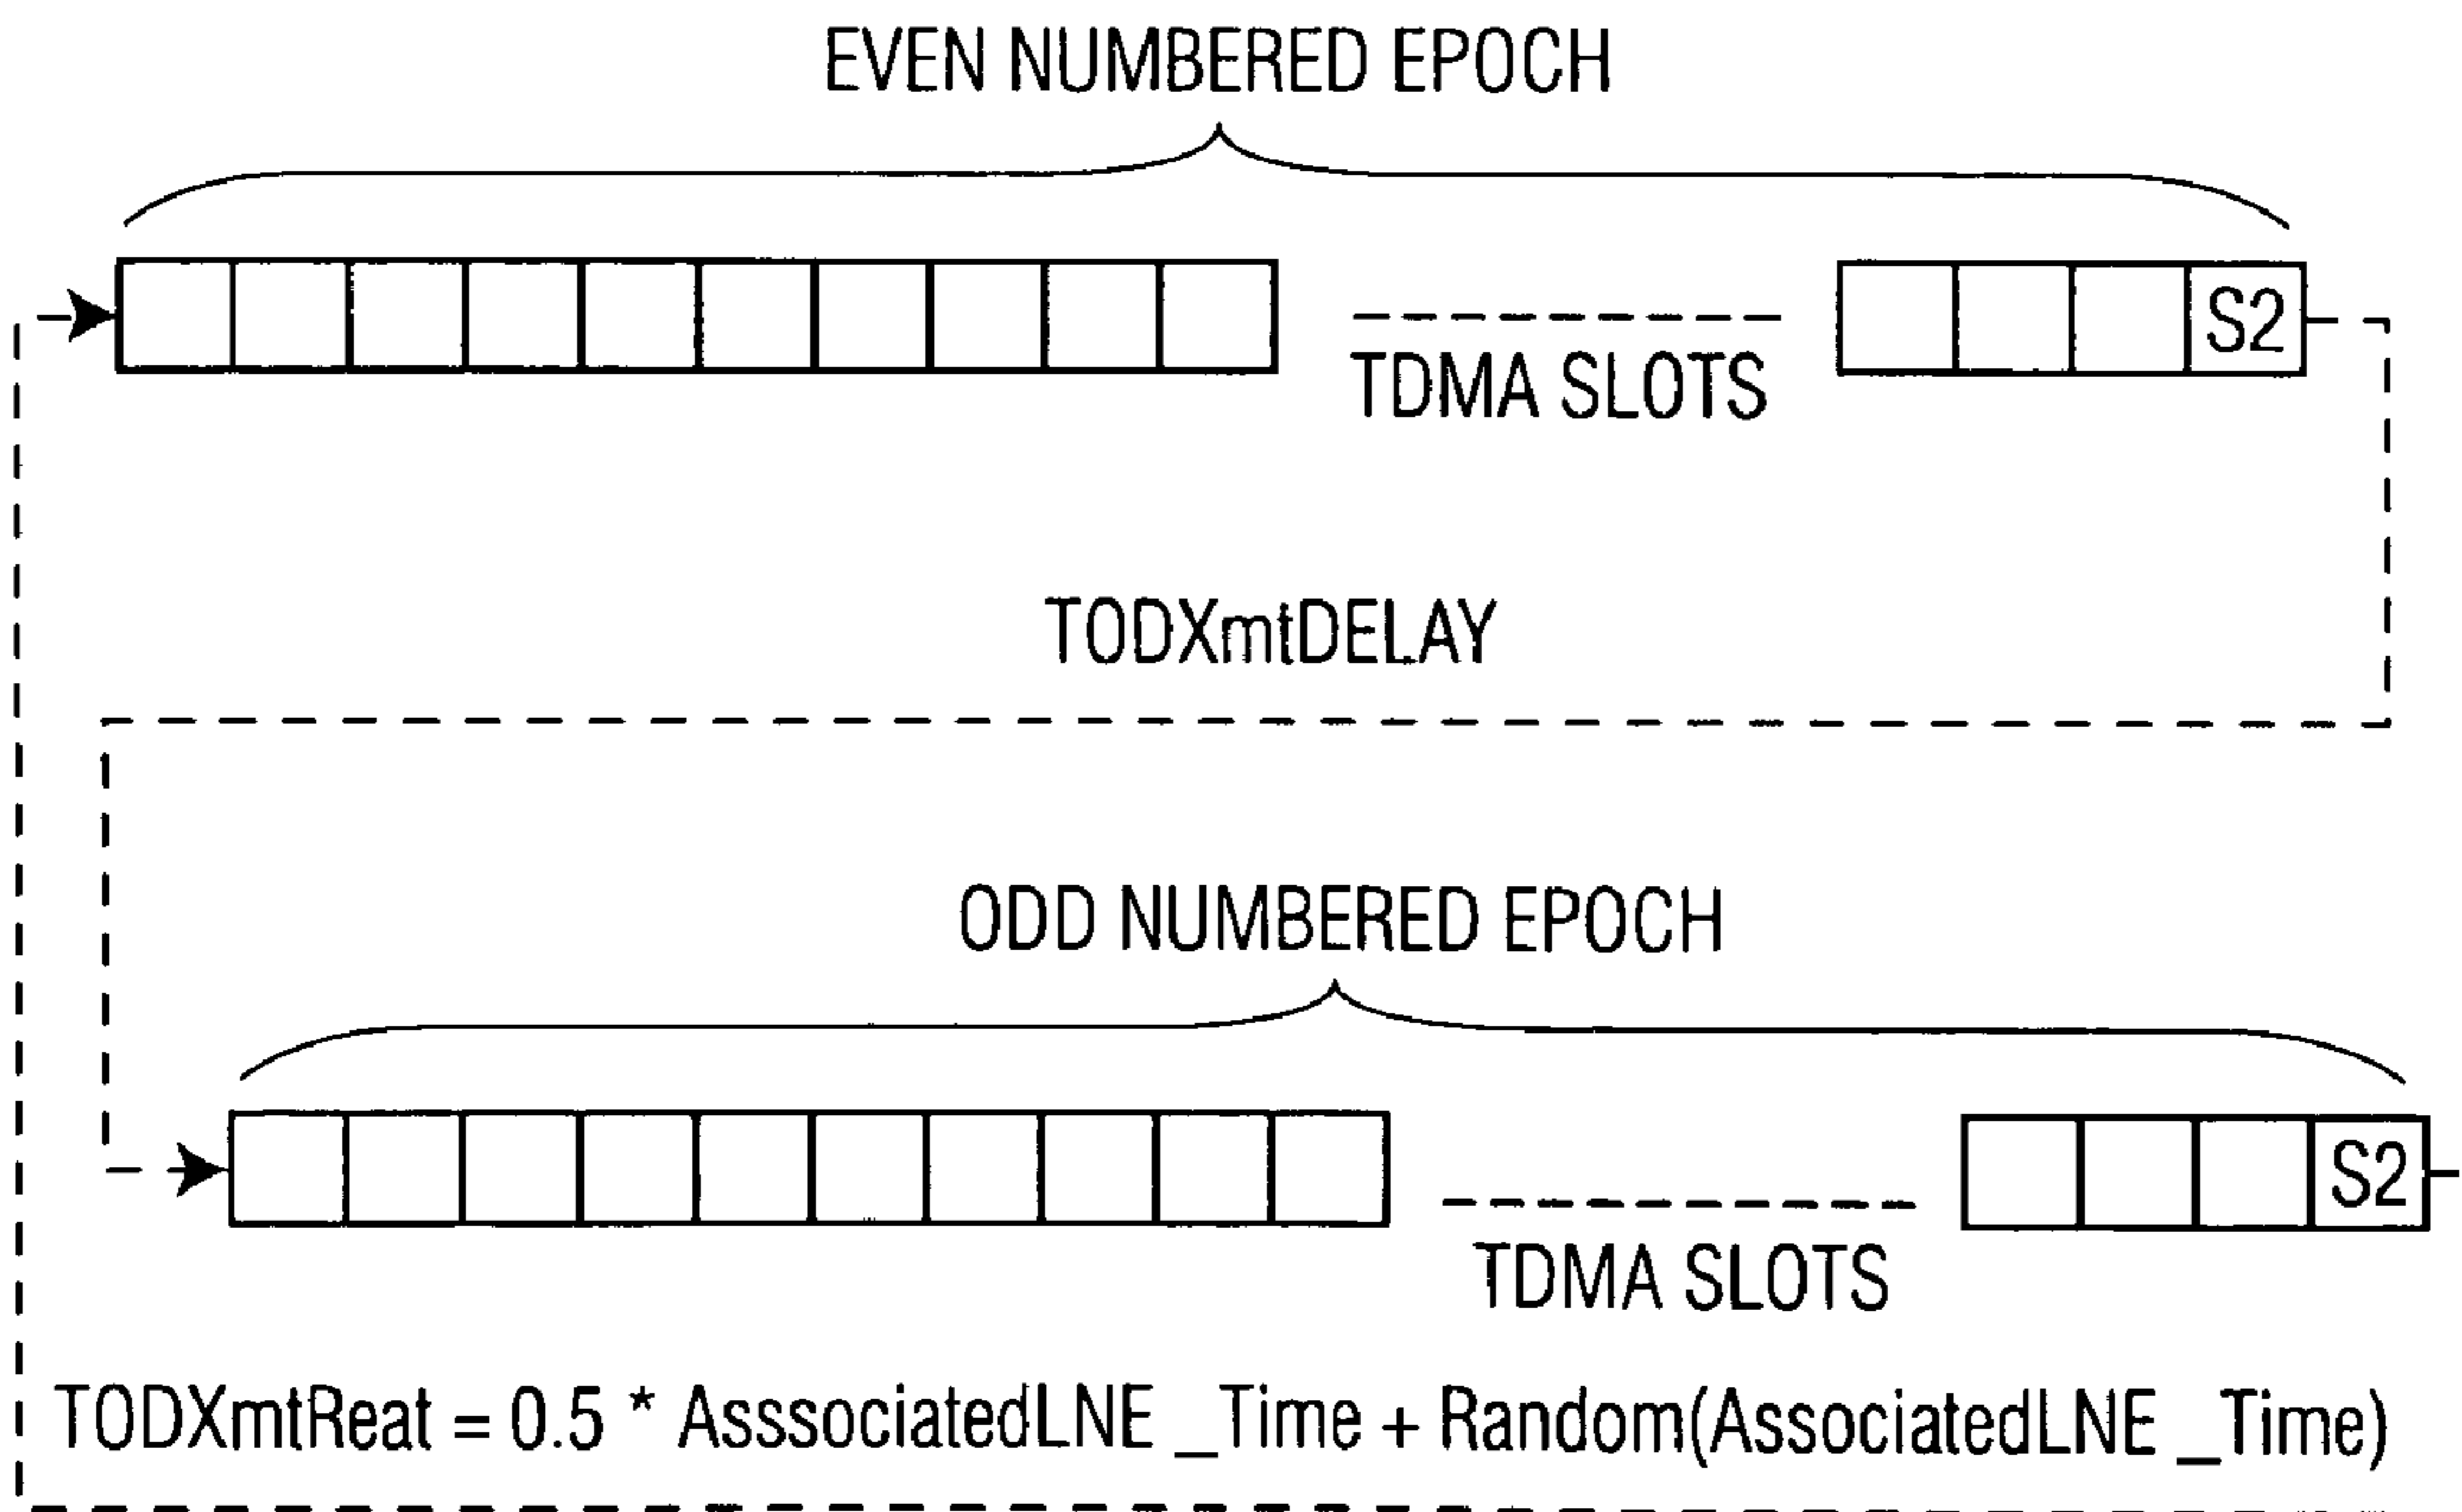 EVEN NUMBERED EPOCH
S2
TDMA SLOTS
TODXmtDELAY
ODD NUMBERED EPOCH
S2
TDMA SLOTS
TODXmtReat = 0.5 * AsssociatedLNE _Time + Random(AssociatedLNE _Time)